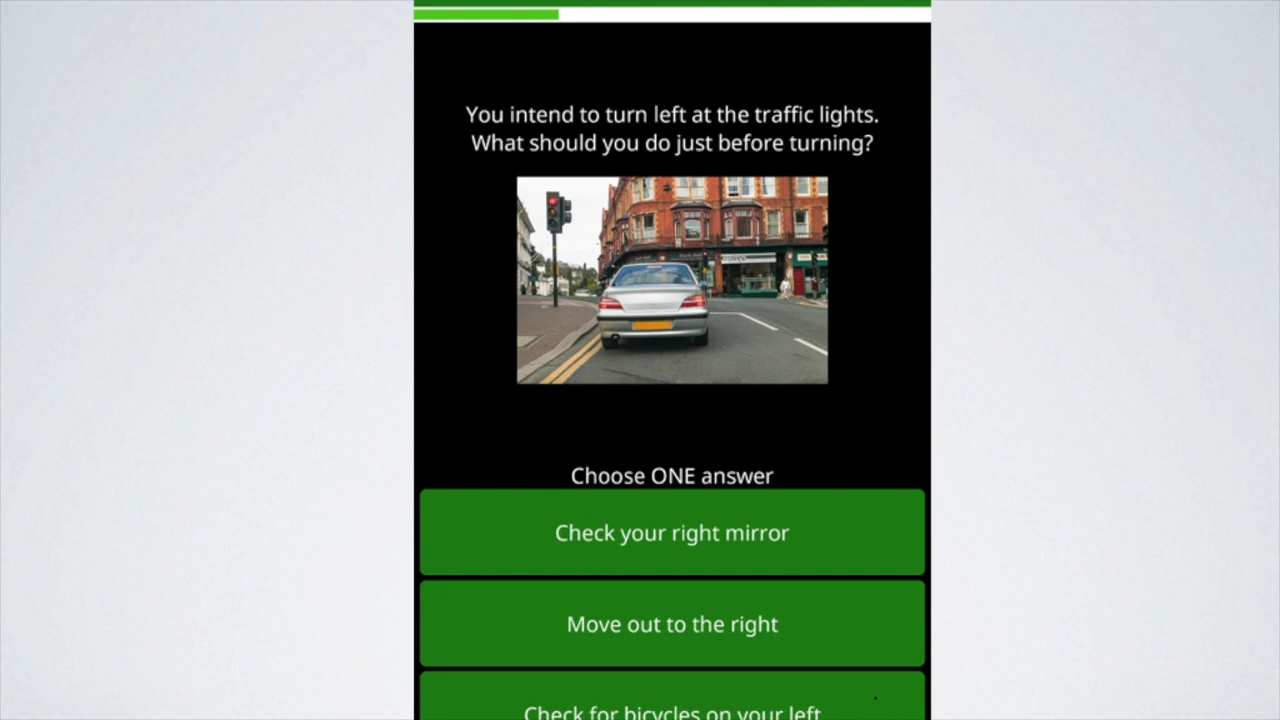 You intend to turn left at the traffic lights.
What should you do just before turning?
Choose ONE answer
Check your right mirror
Move out to the right
Check for bicycles on your left